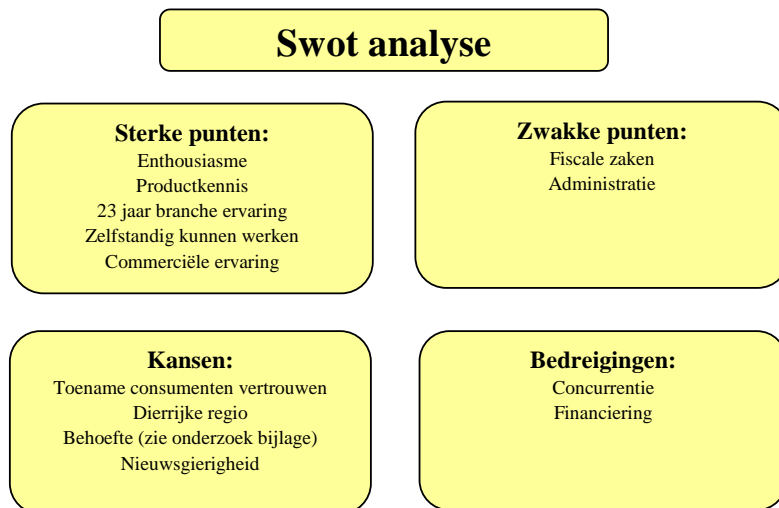 Swot analyse
Sterke punten:
Enthousiasme
Productkennis
23 jaar branche ervaring
Zelfstandig kunnen werken
Commerciële ervaring
Zwakke punten:
Fiscale zaken
Administratie
Kansen:
Toename consumenten vertrouwen
Dierrijke regio
Behoefte (zie onderzoek bijlage)
Nieuwsgierigheid
Bedreigingen:
Concurrentie
Financiering